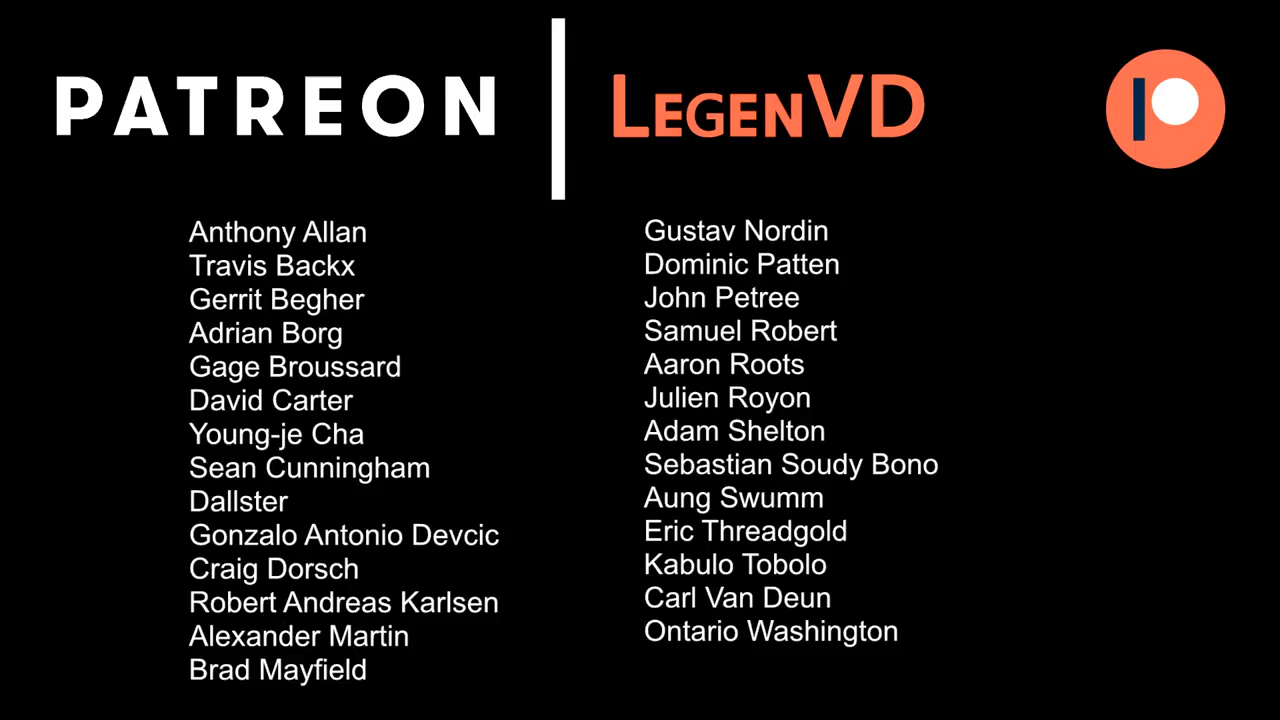 PATREON
LEGENVD
Anthony Allan
Travis Backx
Gerrit Begher
Adrian Borg
Gage Broussard
David Carter
Young-je Cha
Sean Cunningham
Dallster
Gonzalo Antonio Devcic
Craig Dorsch
Robert Andreas Karlsen
Alexander Martin
Brad Mayfield
Gustav Nordin
Dominic Patten
John Petree
Samuel Robert
Aaron Roots
Julien Royon
Adam Shelton
Sebastian Soudy Bono
Aung Swumm
Eric Threadgold
Kabulo Tobolo
Carl Van Deun
Ontario Washington